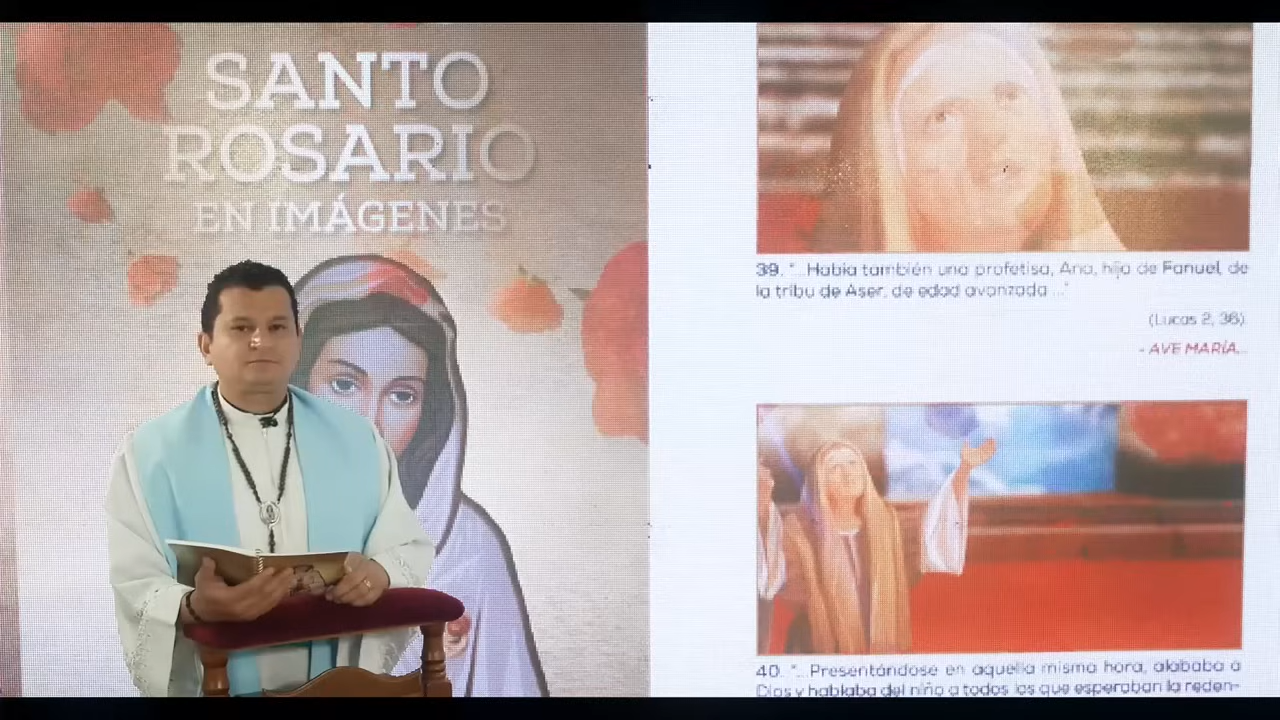 SANTO
ROSARIO
EN IMÁGENES
39. "...Había también una profetisa, Ana, hija de Fanuel, de
la tribu de Aser, de edad avanzada ..."
(Lucas 2, 36)
- AVE MARÍA...
40. "...Presentándose en aquella misma hora, alababa a
Dios y hablaba del niño a todos los que esperaban la reden-